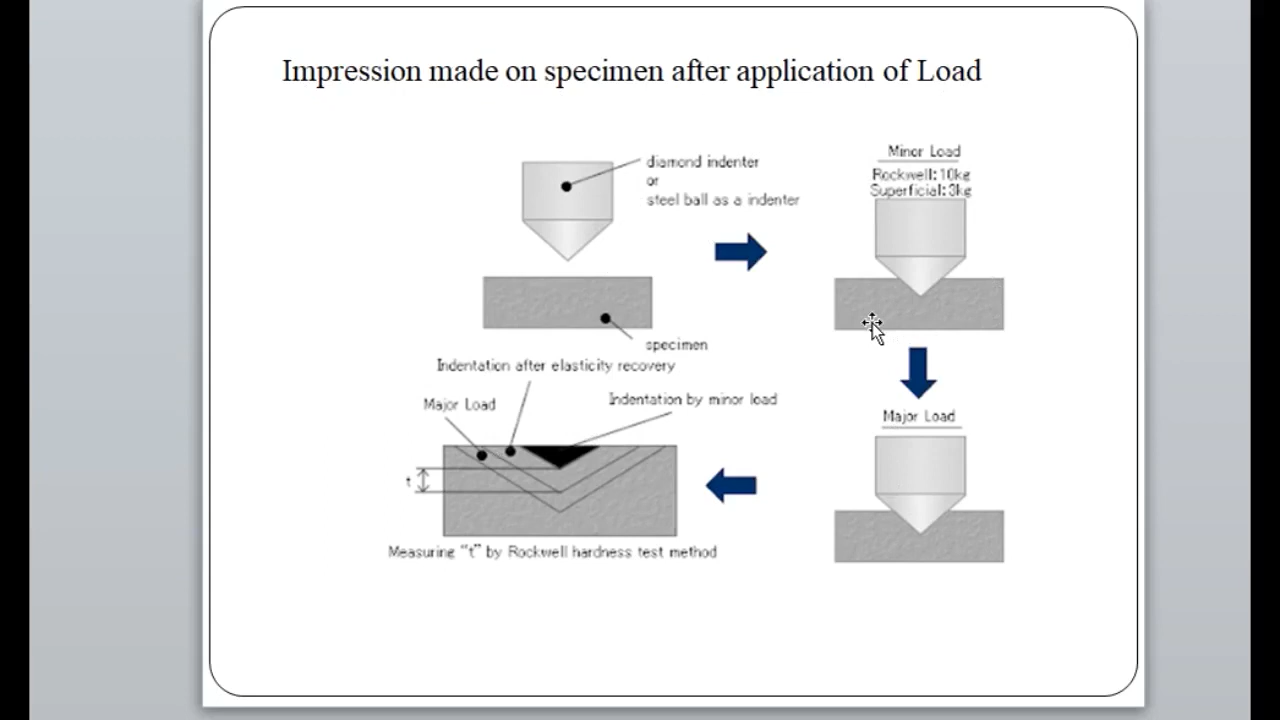 Impression made on specimen after application of Load
diamond indenter
or
steel ball as a indenter
Minor Load
Rockwell:10kg
Superficial:3kg
specimen
Indentation after elasticity recovery
Major Load
Indentation by minor load
t
Measuring "t" by Rockwell hardness test method
Major Load